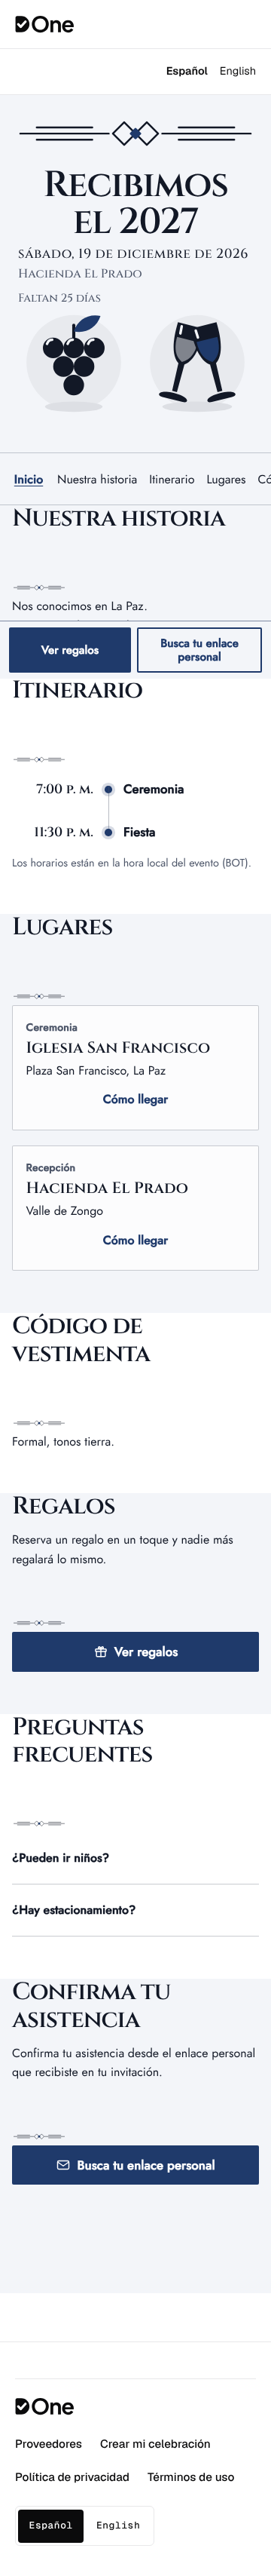 One
Español English
Recibimos
el 2027
sábado, 19 de diciembre de 2026
Hacienda El Prado
Faltan 25 días
Inicio Nuestra historia Itinerario Lugares
Nuestra historia
Nos conocimos en La Paz.
Ver regalos
Busca tu enlace
personal
Itinerario
7:00 p. m. Ceremonia
11:30 p. m. Fiesta
Los horarios están en la hora local del evento (BOT).
Lugares
Ceremonia
Iglesia San Francisco
Plaza San Francisco, La Paz
Cómo llegar
Recepción
Hacienda El Prado
Valle de Zongo
Cómo llegar
Código de
vestimenta
Formal, tonos tierra.
Regalos
Reserva un regalo en un toque y nadie más
regalará lo mismo.
Ver regalos
Preguntas
frecuentes
¿Pueden ir niños?
¿Hay estacionamiento?
Confirma tu
asistencia
Confirma tu asistencia desde el enlace personal
que recibiste en tu invitación.
Busca tu enlace personal
One
Proveedores Crear mi celebración
Política de privacidad Términos de uso
Español English